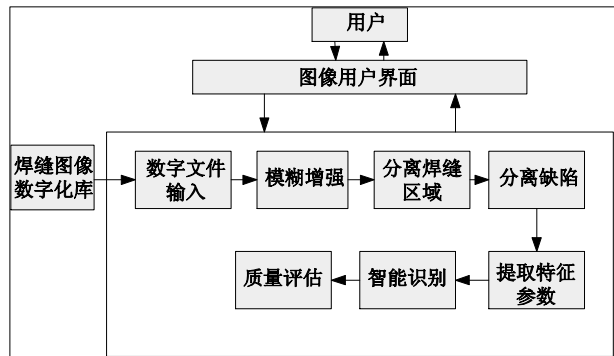 用户
图像用户界面
焊缝图像
数字化库
数字文件
输入
模糊增强
分离焊缝
区域
分离缺陷
质量评估
智能识别
提取特征
参数